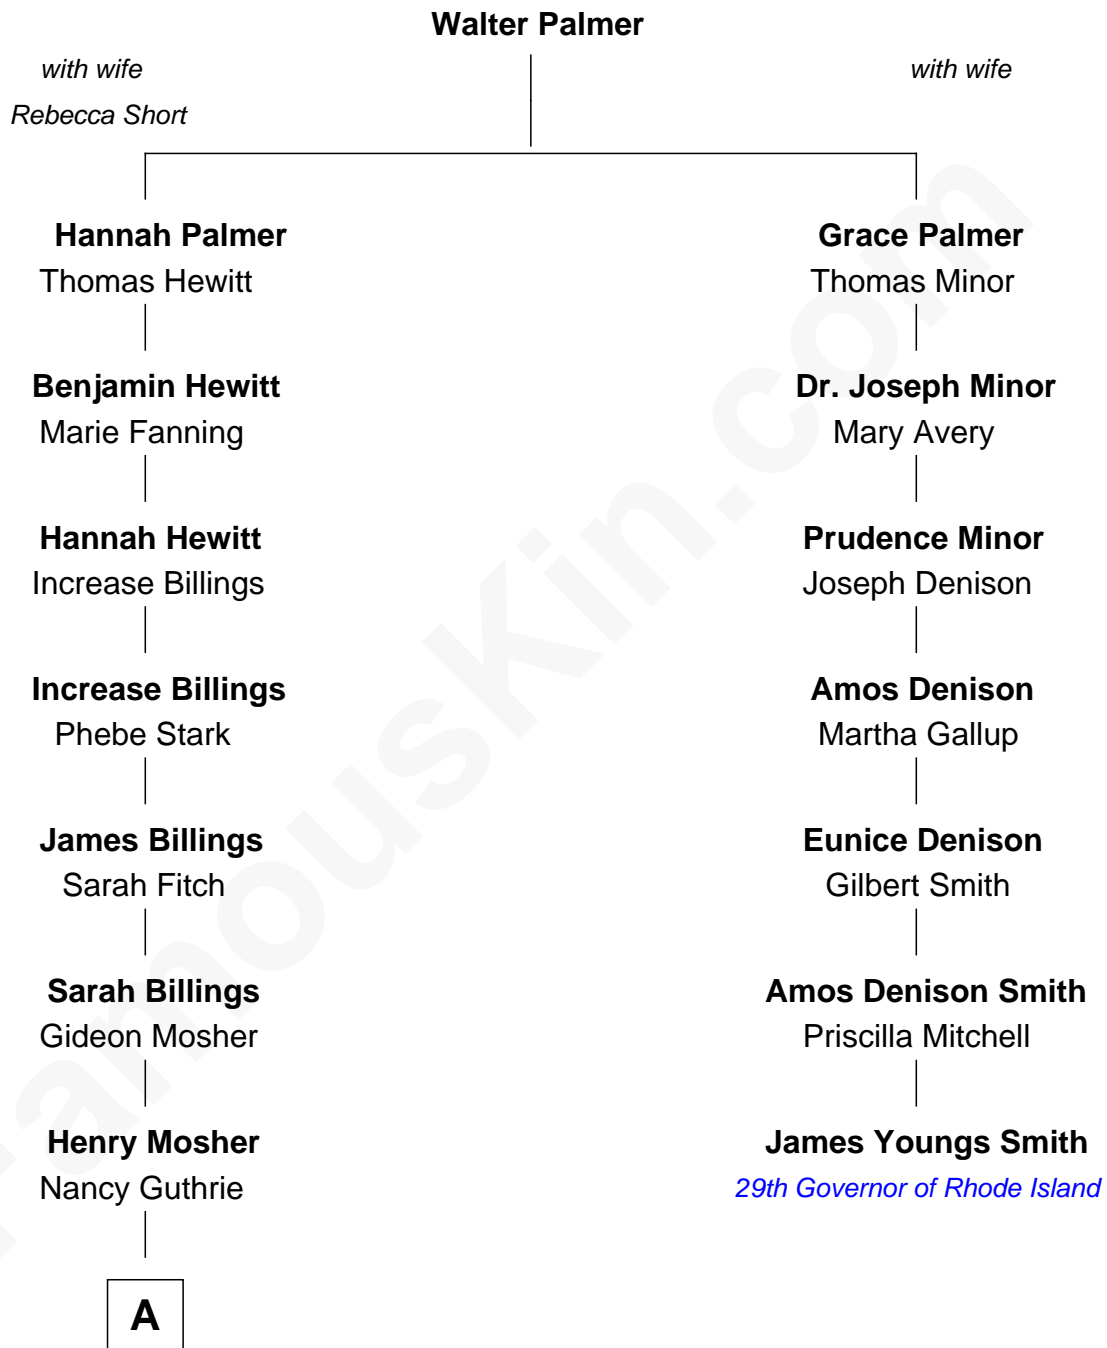 Walter Palmer
with wife
with wife
Rebecca Short
Hannah Palmer
Grace Palmer
Thomas Hewitt
Thomas Minor
Benjamin Hewitt
Dr. Joseph Minor
Marie Fanning
Mary Avery
Hannah Hewitt
Prudence Minor
Increase Billings
Joseph Denison
Increase Billings
Amos Denison
Phebe Stark
Martha Gallup
James Billings
Eunice Denison
Sarah Fitch
Gilbert Smith
Sarah Billings
Amos Denison Smith
Gideon Mosher
Priscilla Mitchell
Henry Mosher
James Youngs Smith
Nancy Guthrie
29th Governor of Rhode Island
A
FamousKin.com